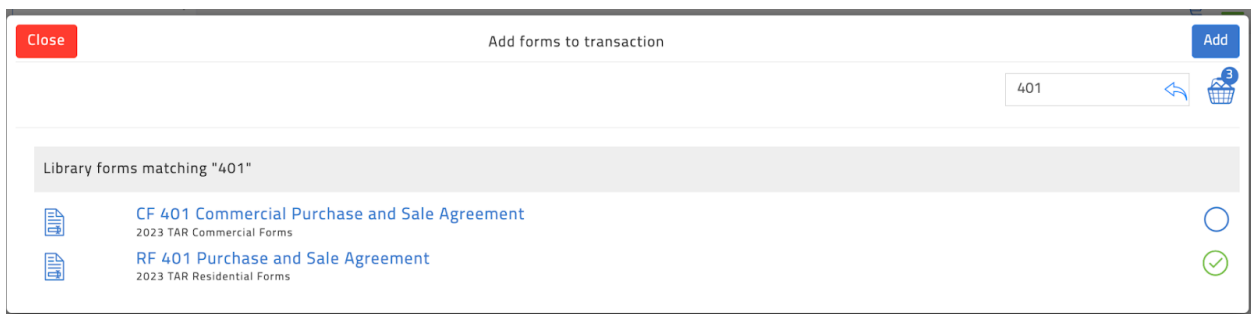 Close
Add forms to transaction
Add
401
3
Library forms matching "401"
CF 401 Commercial Purchase and Sale Agreement
2023 TAR Commercial Forms
RF 401 Purchase and Sale Agreement
2023 TAR Residential Forms